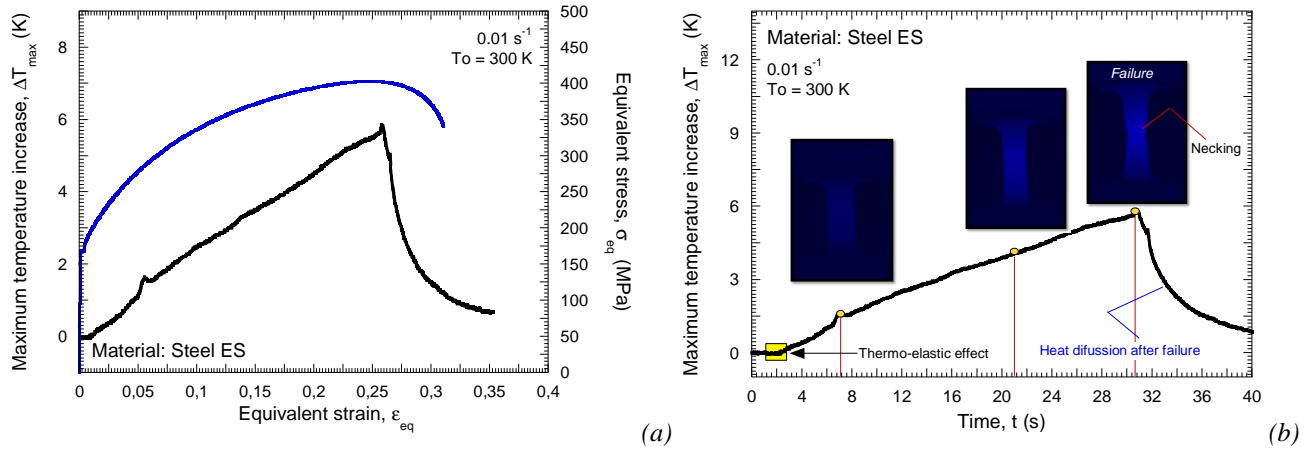 Maximum temperature increase, ΔT_max (K)
8
6
4
2
0
0.01 s⁻¹
To = 300 K
500
450
400
350
300
250
200
150
100
50
0
Equivalent stress, σ_eq (MPa)
Material: Steel ES
0 0,05 0,1 0,15 0,2 0,25 0,3 0,35 0,4
Equivalent strain, ε_eq
(a)
Maximum temperature increase, ΔT_max (K)
12
9
6
3
0
Material: Steel ES
0.01 s⁻¹
To = 300 K
Failure
Necking
Thermo-elastic effect
Heat difussion after failure
0 4 8 12 16 20 24 28 32 36 40
Time, t (s)
(b)